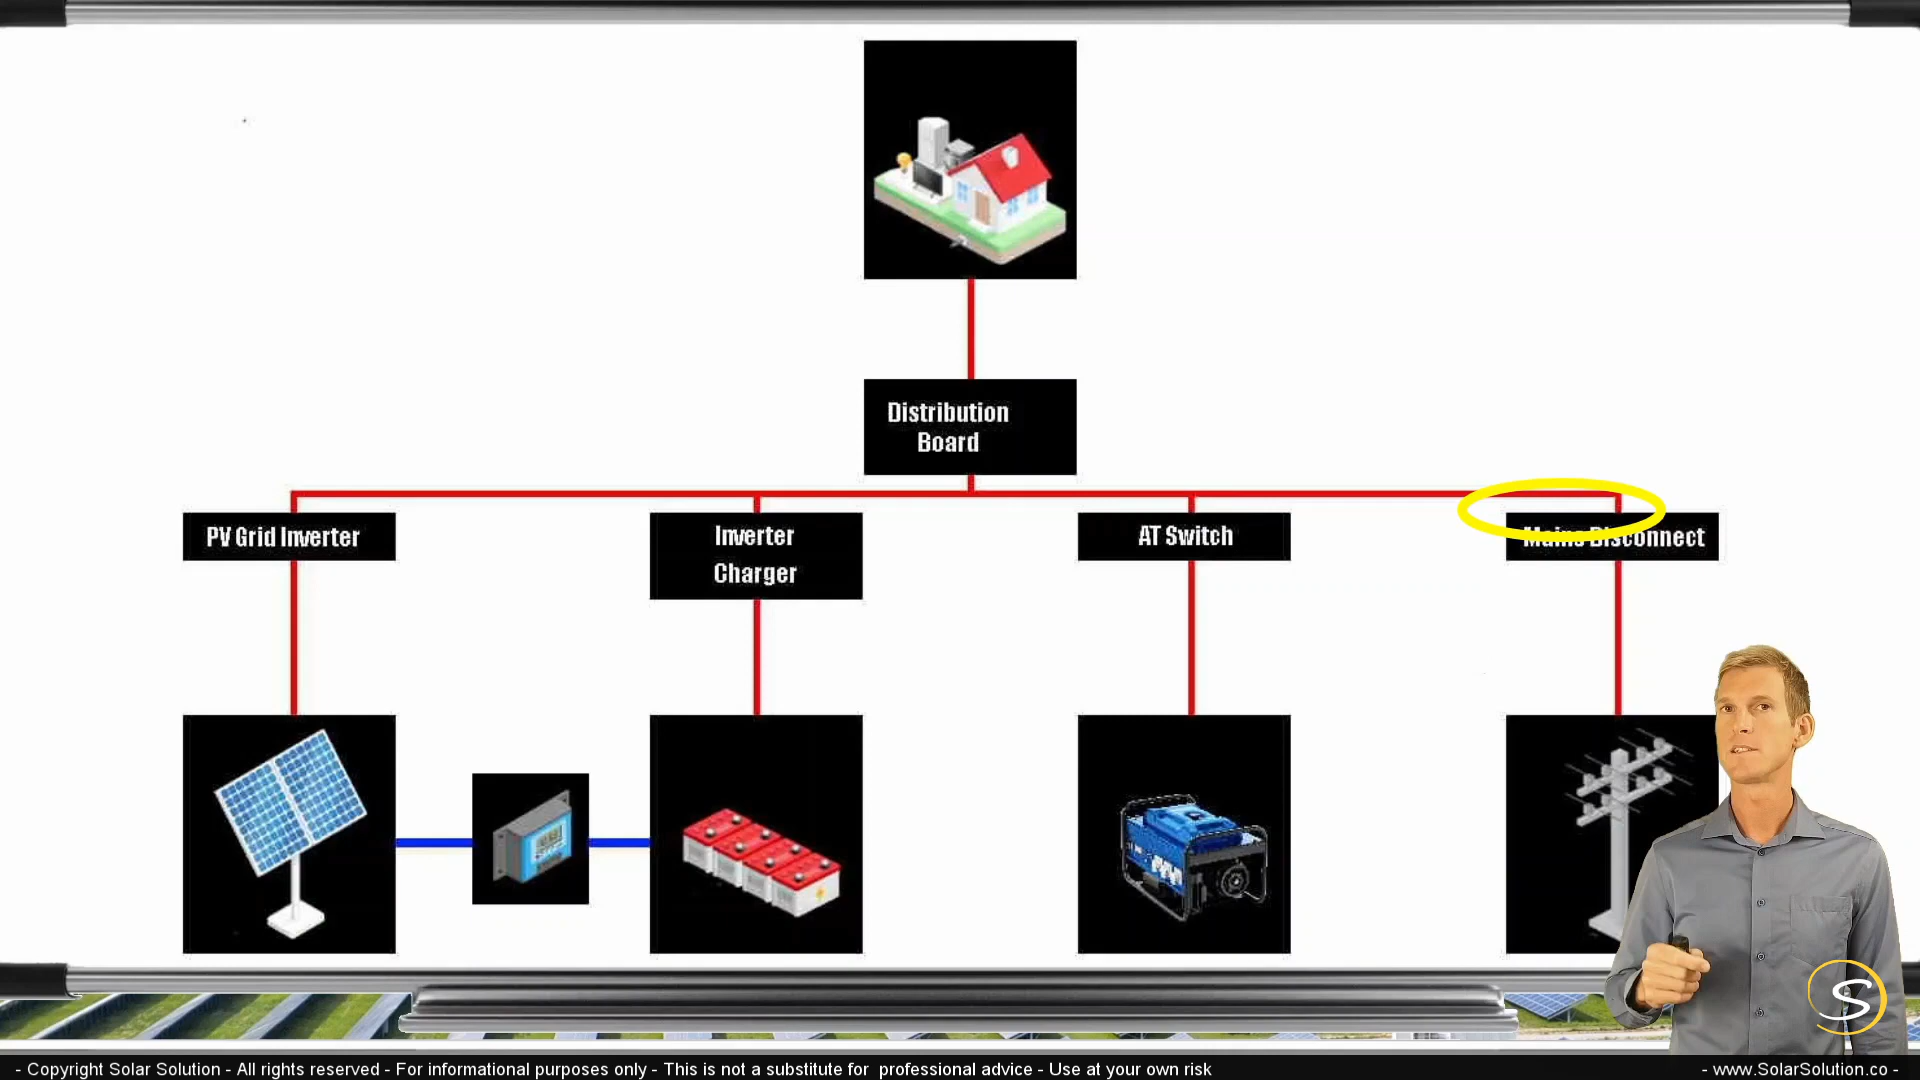 Distribution
Board
PV Grid Inverter
Inverter
Charger
AT Switch
Mains Disconnect
S
- Copyright Solar Solution - All rights reserved - For informational purposes only - This is not a substitute for professional advice - Use at your own risk
- www.SolarSolution.co -